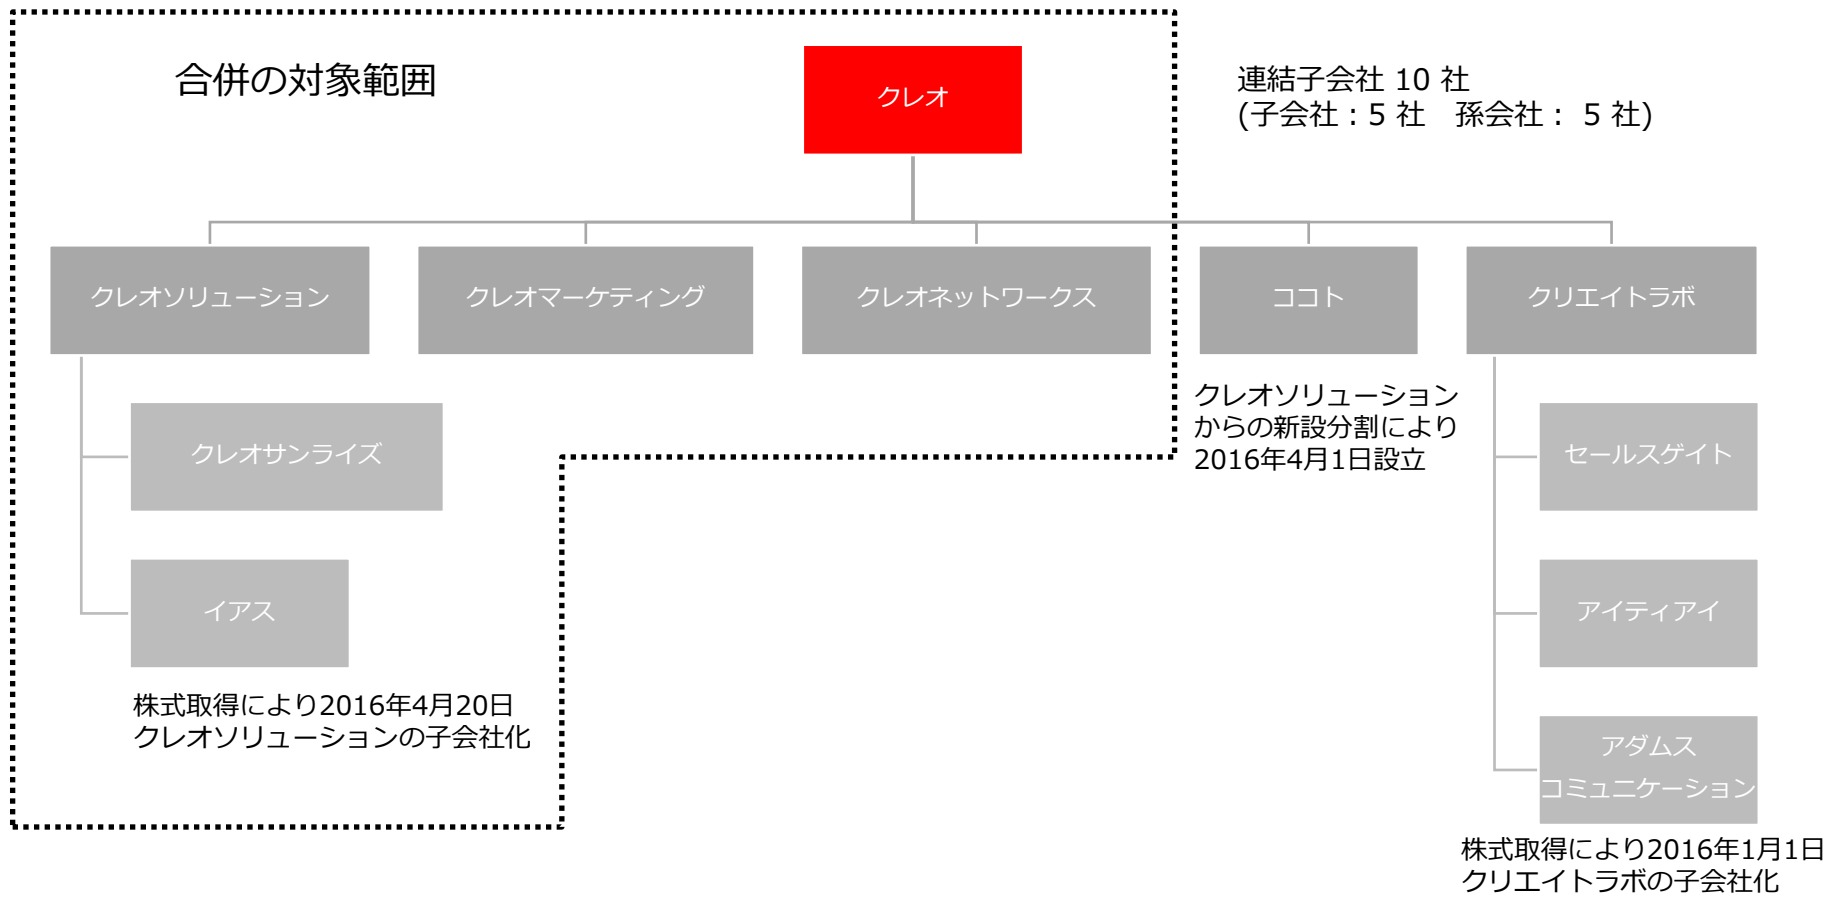 合併の対象範囲
クレオ
連結子会社 10 社
(子会社：5 社　孫会社： 5 社)
クレオソリューション
クレオマーケティング
クレオネットワークス
ココト
クリエイトラボ
クレオソリューション
からの新設分割により
2016年4月1日設立
クレオサンライズ
セールスゲイト
イアス
アイティアイ
株式取得により2016年4月20日
クレオソリューションの子会社化
アダムス
コミュニケーション
株式取得により2016年1月1日
クリエイトラボの子会社化